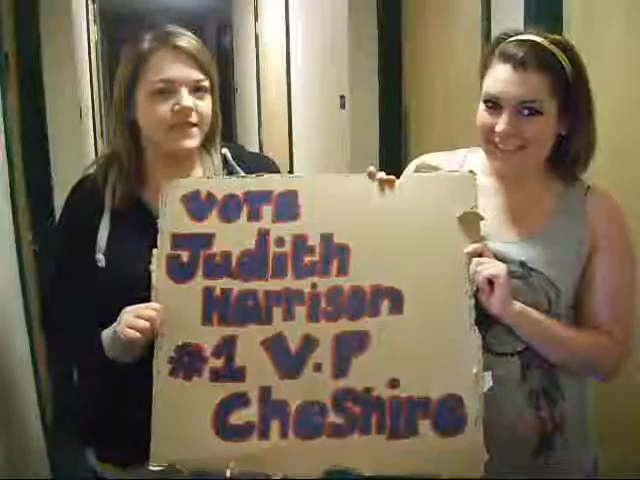 VOTE
Judith
Harrison
#1 V.P
CheShire